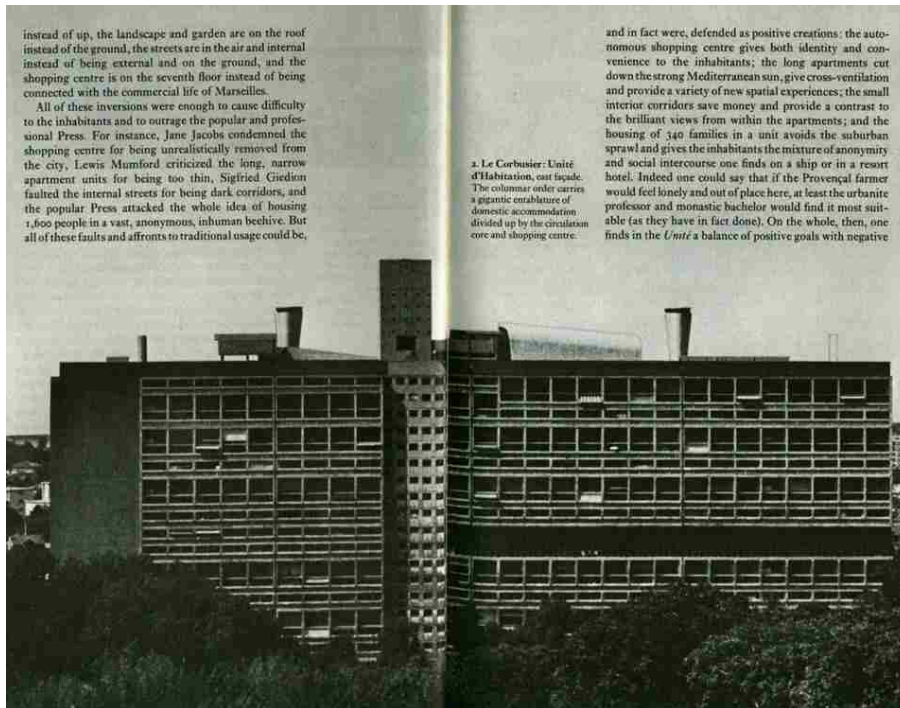 instead of up, the landscape and garden are on the roof
instead of the ground, the streets are in the air and internal
instead of being external and on the ground, and the
shopping centre is on the seventh floor instead of being
connected with the commercial life of Marseilles.
All of these inversions were enough to cause difficulty
to the inhabitants and to outrage the popular and profes-
sional Press. For instance, Jane Jacobs condemned the
shopping centre for being unrealistically removed from
the city, Lewis Mumford criticized the long, narrow
apartment units for being too thin, Sigfried Giedion
faulted the internal streets for being dark corridors, and
the popular Press attacked the whole idea of housing
1,600 people in a vast, anonymous, inhuman beehive. But
all of these faults and affronts to traditional usage could be,
2. Le Corbusier: Unité
d'Habitation, east façade.
The columnar order carries
a gigantic entablature of
domestic accommodation
divided up by the circulation
core and shopping centre.
and in fact were, defended as positive creations: the auto-
nomous shopping centre gives both identity and con-
venience to the inhabitants; the long apartments cut
down the strong Mediterranean sun, give cross-ventilation
and provide a variety of new spatial experiences; the small
interior corridors save money and provide a contrast to
the brilliant views from within the apartments; and the
housing of 340 families in a unit avoids the suburban
sprawl and gives the inhabitants the mixture of anonymity
and social intercourse one finds on a ship or in a resort
hotel. Indeed one could say that if the Provençal farmer
would feel lonely and out of place here, at least the urbanite
professor and monastic bachelor would find it most suit-
able (as they have in fact done). On the whole, then, one
finds in the Unité a balance of positive goals with negative